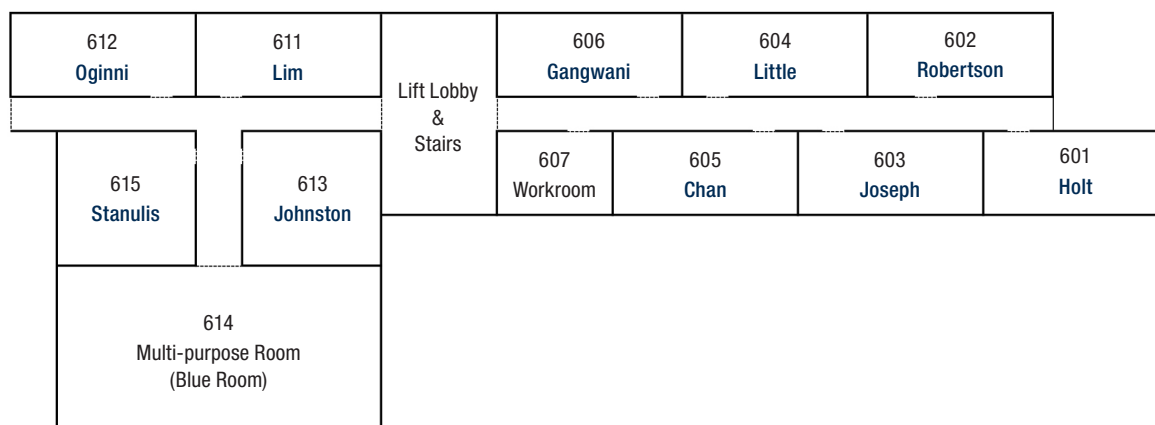 612
Oginni
611
Lim
Lift Lobby
&
Stairs
606
Gangwani
604
Little
602
Robertson
615
Stanulis
613
Johnston
607
Workroom
605
Chan
603
Joseph
601
Holt
614
Multi-purpose Room
(Blue Room)